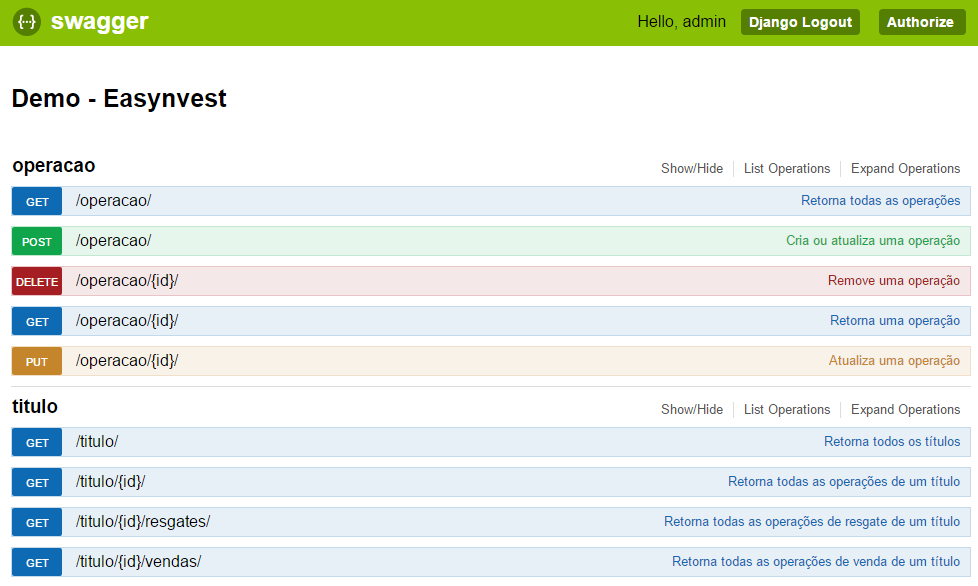 {···} swagger Hello, admin Django Logout Authorize
Demo - Easynvest
operacao Show/Hide List Operations Expand Operations
GET /operacao/ Retorna todas as operações
POST /operacao/ Cria ou atualiza uma operação
DELETE /operacao/{id}/ Remove uma operação
GET /operacao/{id}/ Retorna uma operação
PUT /operacao/{id}/ Atualiza uma operação
titulo Show/Hide List Operations Expand Operations
GET /titulo/ Retorna todos os títulos
GET /titulo/{id}/ Retorna todas as operações de um título
GET /titulo/{id}/resgates/ Retorna todas as operações de resgate de um título
GET /titulo/{id}/vendas/ Retorna todas as operações de venda de um título